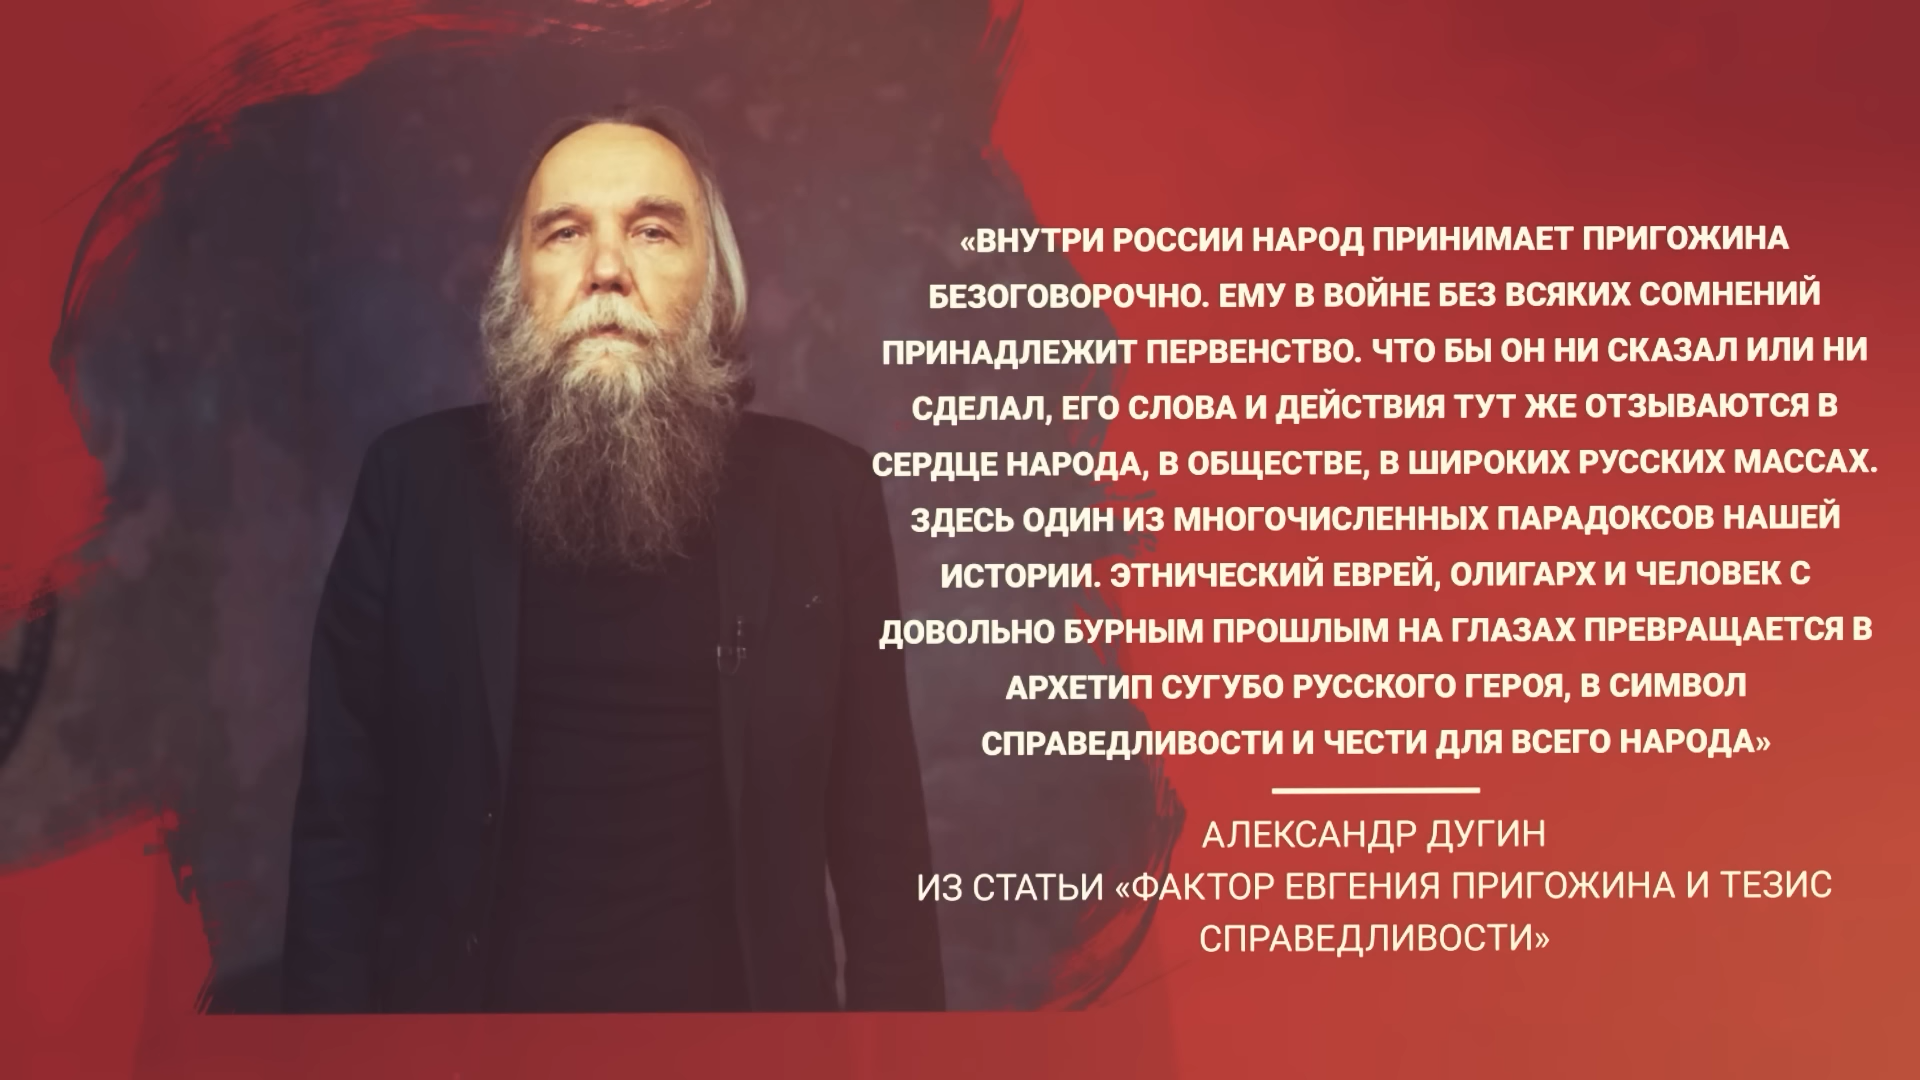 «ВНУТРИ РОССИИ НАРОД ПРИНИМАЕТ ПРИГОЖИНА
БЕЗОГОВОРОЧНО. ЕМУ В ВОЙНЕ БЕЗ ВСЯКИХ СОМНЕНИЙ
ПРИНАДЛЕЖИТ ПЕРВЕНСТВО. ЧТО БЫ ОН НИ СКАЗАЛ ИЛИ НИ
СДЕЛАЛ, ЕГО СЛОВА И ДЕЙСТВИЯ ТУТ ЖЕ ОТЗЫВАЮТСЯ В
СЕРДЦЕ НАРОДА, В ОБЩЕСТВЕ, В ШИРОКИХ РУССКИХ МАССАХ.
ЗДЕСЬ ОДИН ИЗ МНОГОЧИСЛЕННЫХ ПАРАДОКСОВ НАШЕЙ
ИСТОРИИ. ЭТНИЧЕСКИЙ ЕВРЕЙ, ОЛИГАРХ И ЧЕЛОВЕК С
ДОВОЛЬНО БУРНЫМ ПРОШЛЫМ НА ГЛАЗАХ ПРЕВРАЩАЕТСЯ В
АРХЕТИП СУГУБО РУССКОГО ГЕРОЯ, В СИМВОЛ
СПРАВЕДЛИВОСТИ И ЧЕСТИ ДЛЯ ВСЕГО НАРОДА»
АЛЕКСАНДР ДУГИН
ИЗ СТАТЬИ «ФАКТОР ЕВГЕНИЯ ПРИГОЖИНА И ТЕЗИС
СПРАВЕДЛИВОСТИ»